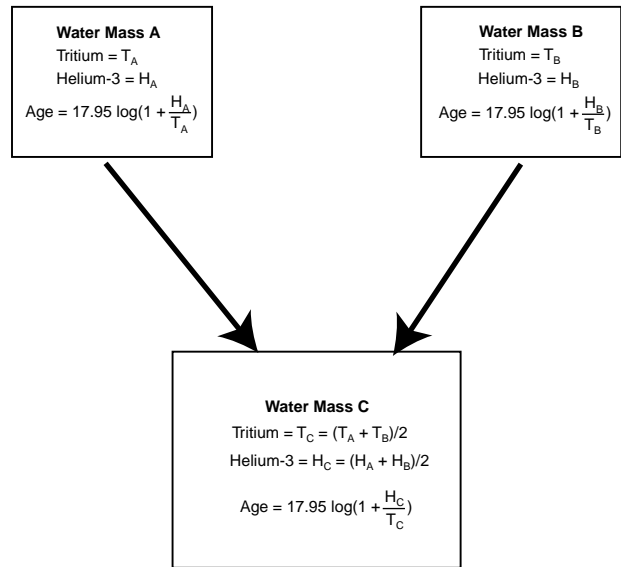 Water Mass A
Tritium = T_A
Helium-3 = H_A
Age = 17.95 log(1 + H_A/T_A)
Water Mass B
Tritium = T_B
Helium-3 = H_B
Age = 17.95 log(1 + H_B/T_B)
Water Mass C
Tritium = T_C = (T_A + T_B)/2
Helium-3 = H_C = (H_A + H_B)/2
Age = 17.95 log(1 + H_C/T_C)